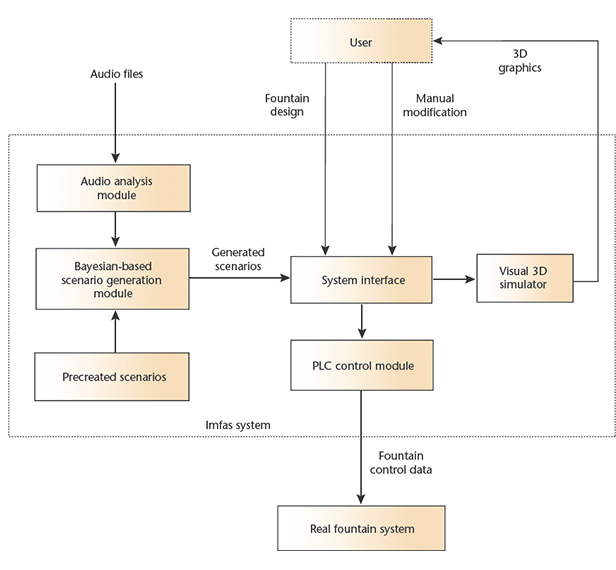 User
3D
graphics
Audio files
Fountain
design
Manual
modification
Audio analysis
module
Bayesian-based
scenario generation
module
Generated
scenarios
System interface
Visual 3D
simulator
Precreated scenarios
PLC control module
Imfas system
Fountain
control data
Real fountain system